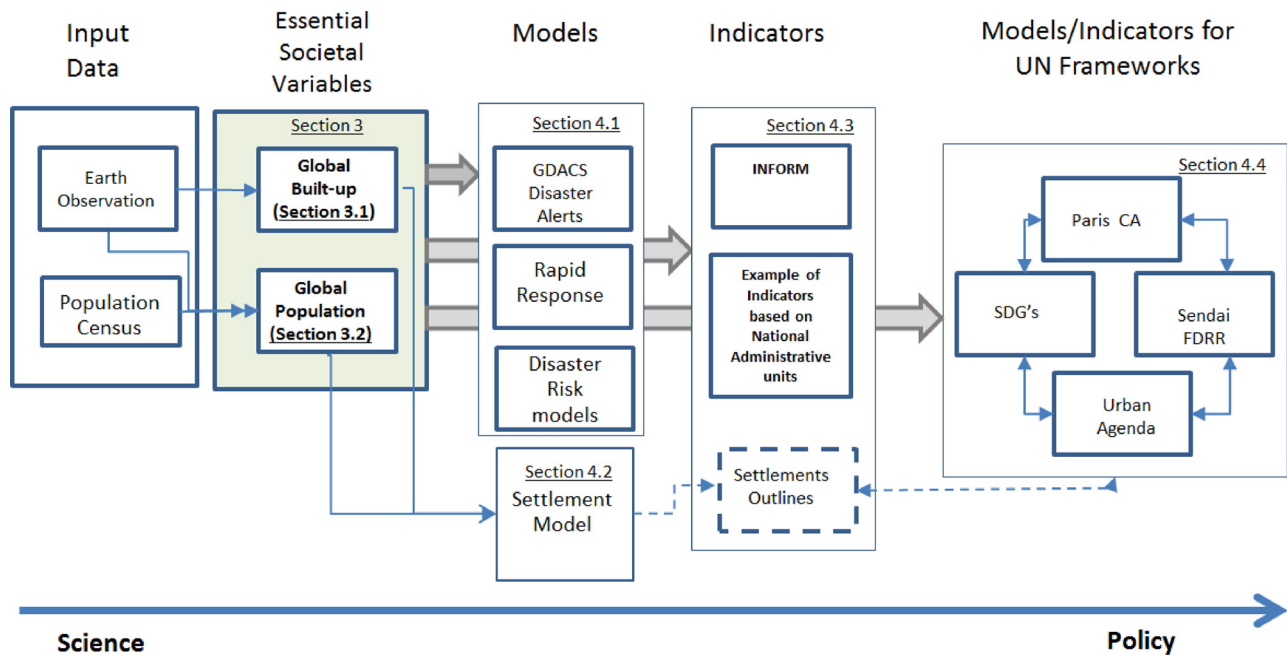 Input
Data
Essential
Societal
Variables
Models
Indicators
Models/Indicators for
UN Frameworks
Earth
Observation
Population
Census
Section 3
Global
Built-up
(Section 3.1)
Global
Population
(Section 3.2)
Section 4.1
GDACS
Disaster
Alerts
Rapid
Response
Disaster
Risk
models
Section 4.2
Settlement
Model
Section 4.3
INFORM
Example of
Indicators
based on
National
Administrative
units
Settlements
Outlines
Section 4.4
Paris CA
SDG's
Sendai
FDRR
Urban
Agenda
Science
Policy